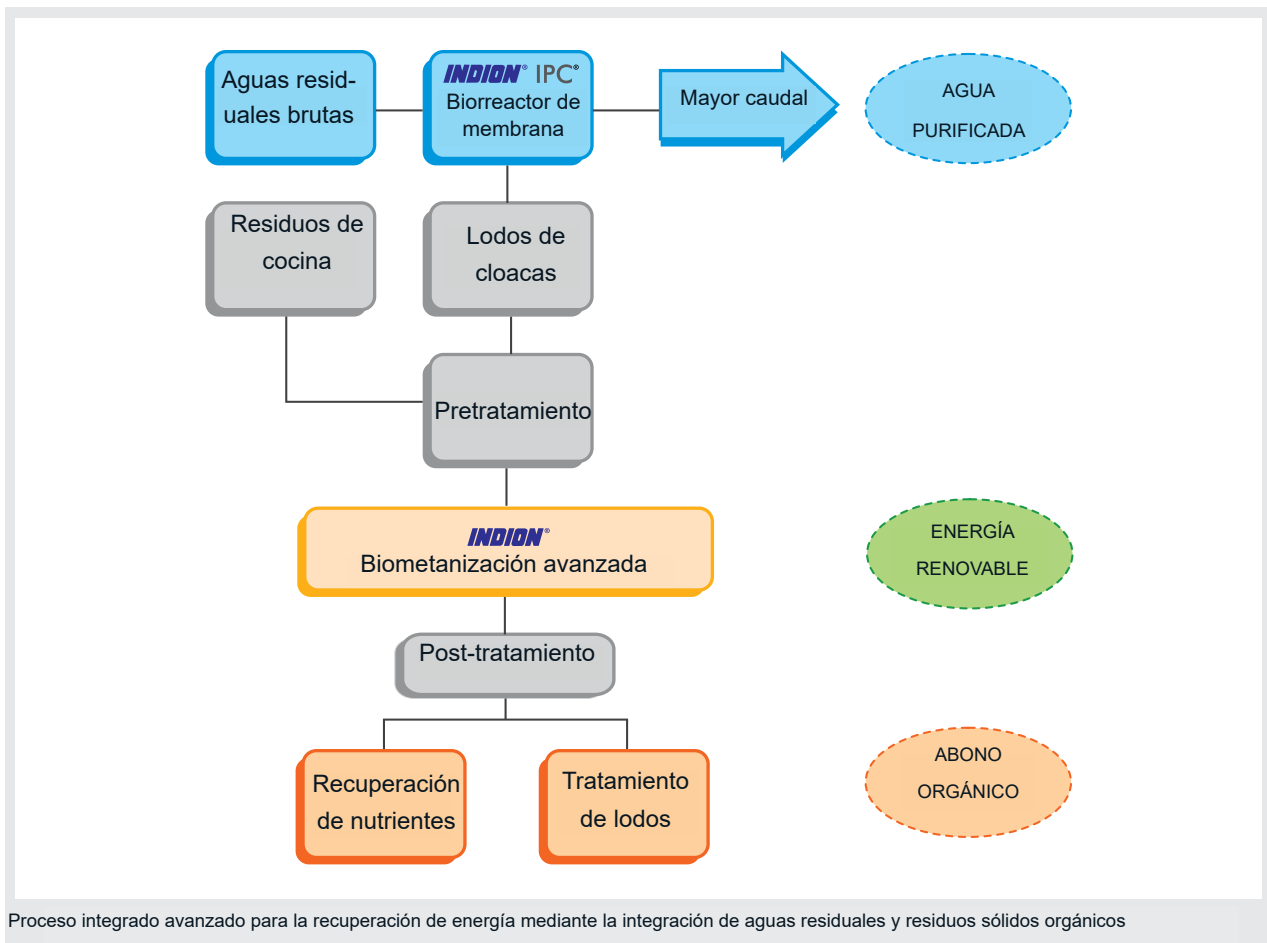 Aguas resid-
uales brutas
INDION® IPC®
Biorreactor de
membrana
Mayor caudal
AGUA
PURIFICADA
Residuos de
cocina
Lodos de
cloacas
Pretratamiento
INDION®
Biometanización avanzada
ENERGÍA
RENOVABLE
Post-tratamiento
Recuperación
de nutrientes
Tratamiento
de lodos
ABONO
ORGÁNICO
Proceso integrado avanzado para la recuperación de energía mediante la integración de aguas residuales y residuos sólidos orgánicos